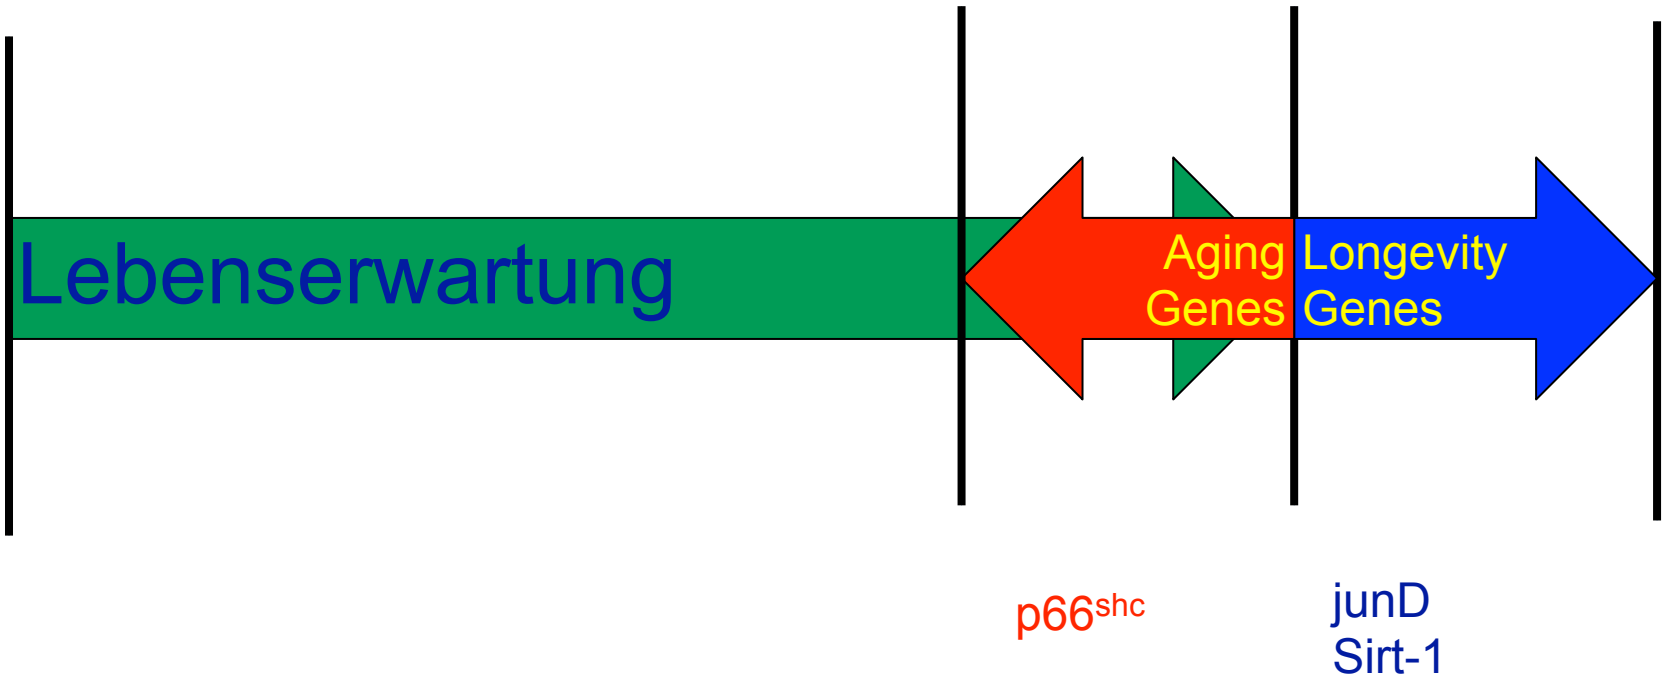 Lebenserwartung
Aging
Genes
Longevity
Genes
p66shc
junD
Sirt-1